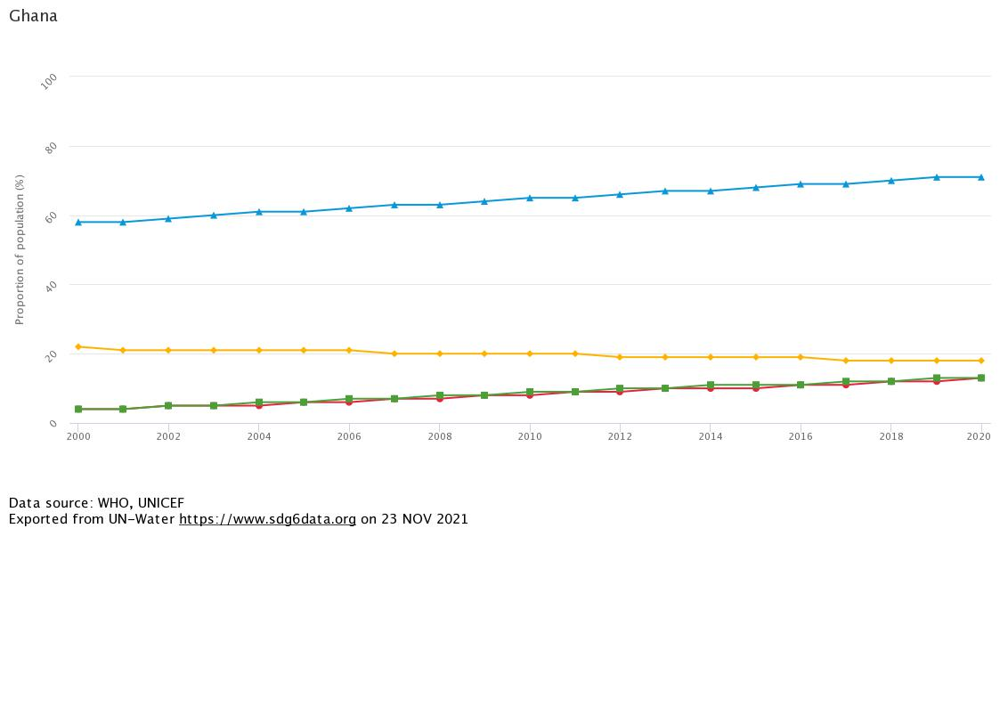 Ghana
100
80
60
40
20
0
Proportion of population (%)
2000 2002 2004 2006 2008 2010 2012 2014 2016 2018 2020
Data source: WHO, UNICEF
Exported from UN-Water https://www.sdg6data.org on 23 NOV 2021